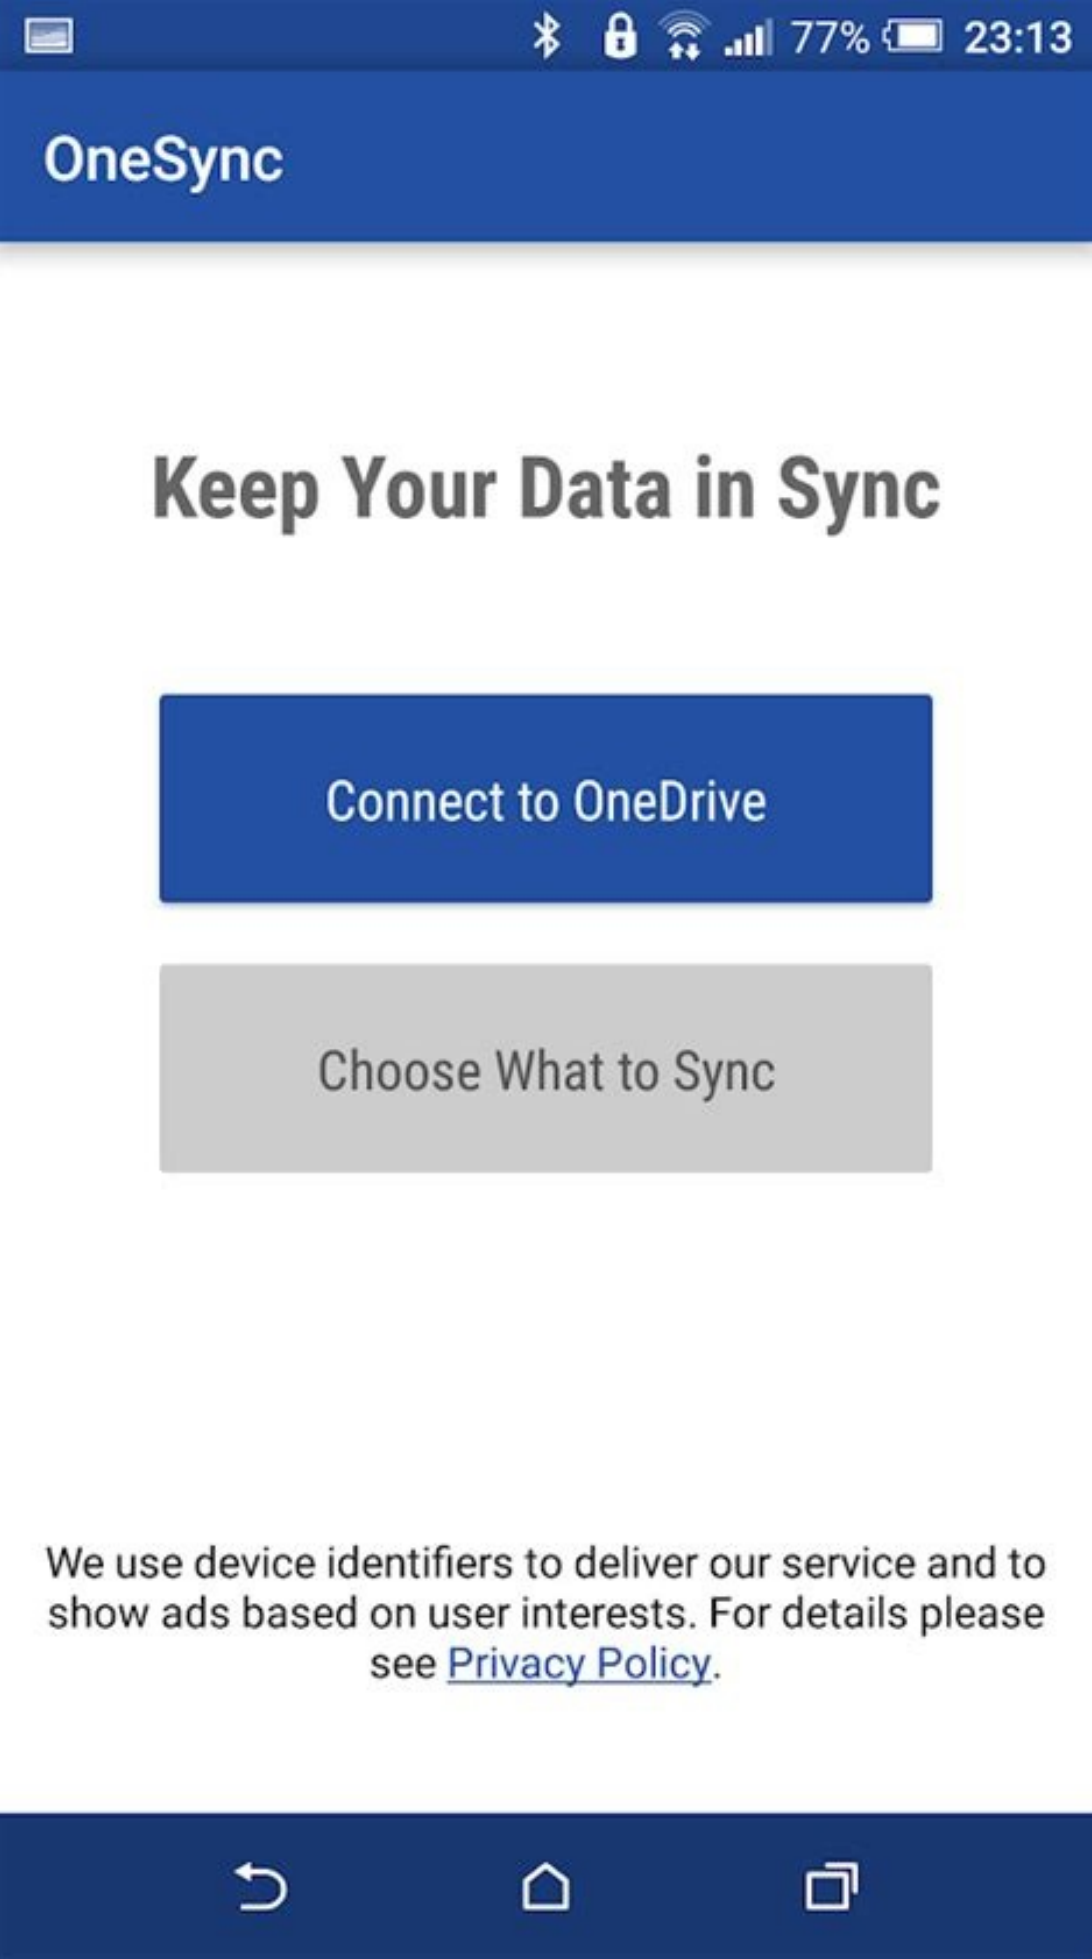 77% 23:13
OneSync
Keep Your Data in Sync
Connect to OneDrive
Choose What to Sync
We use device identifiers to deliver our service and to
show ads based on user interests. For details please
see Privacy Policy.